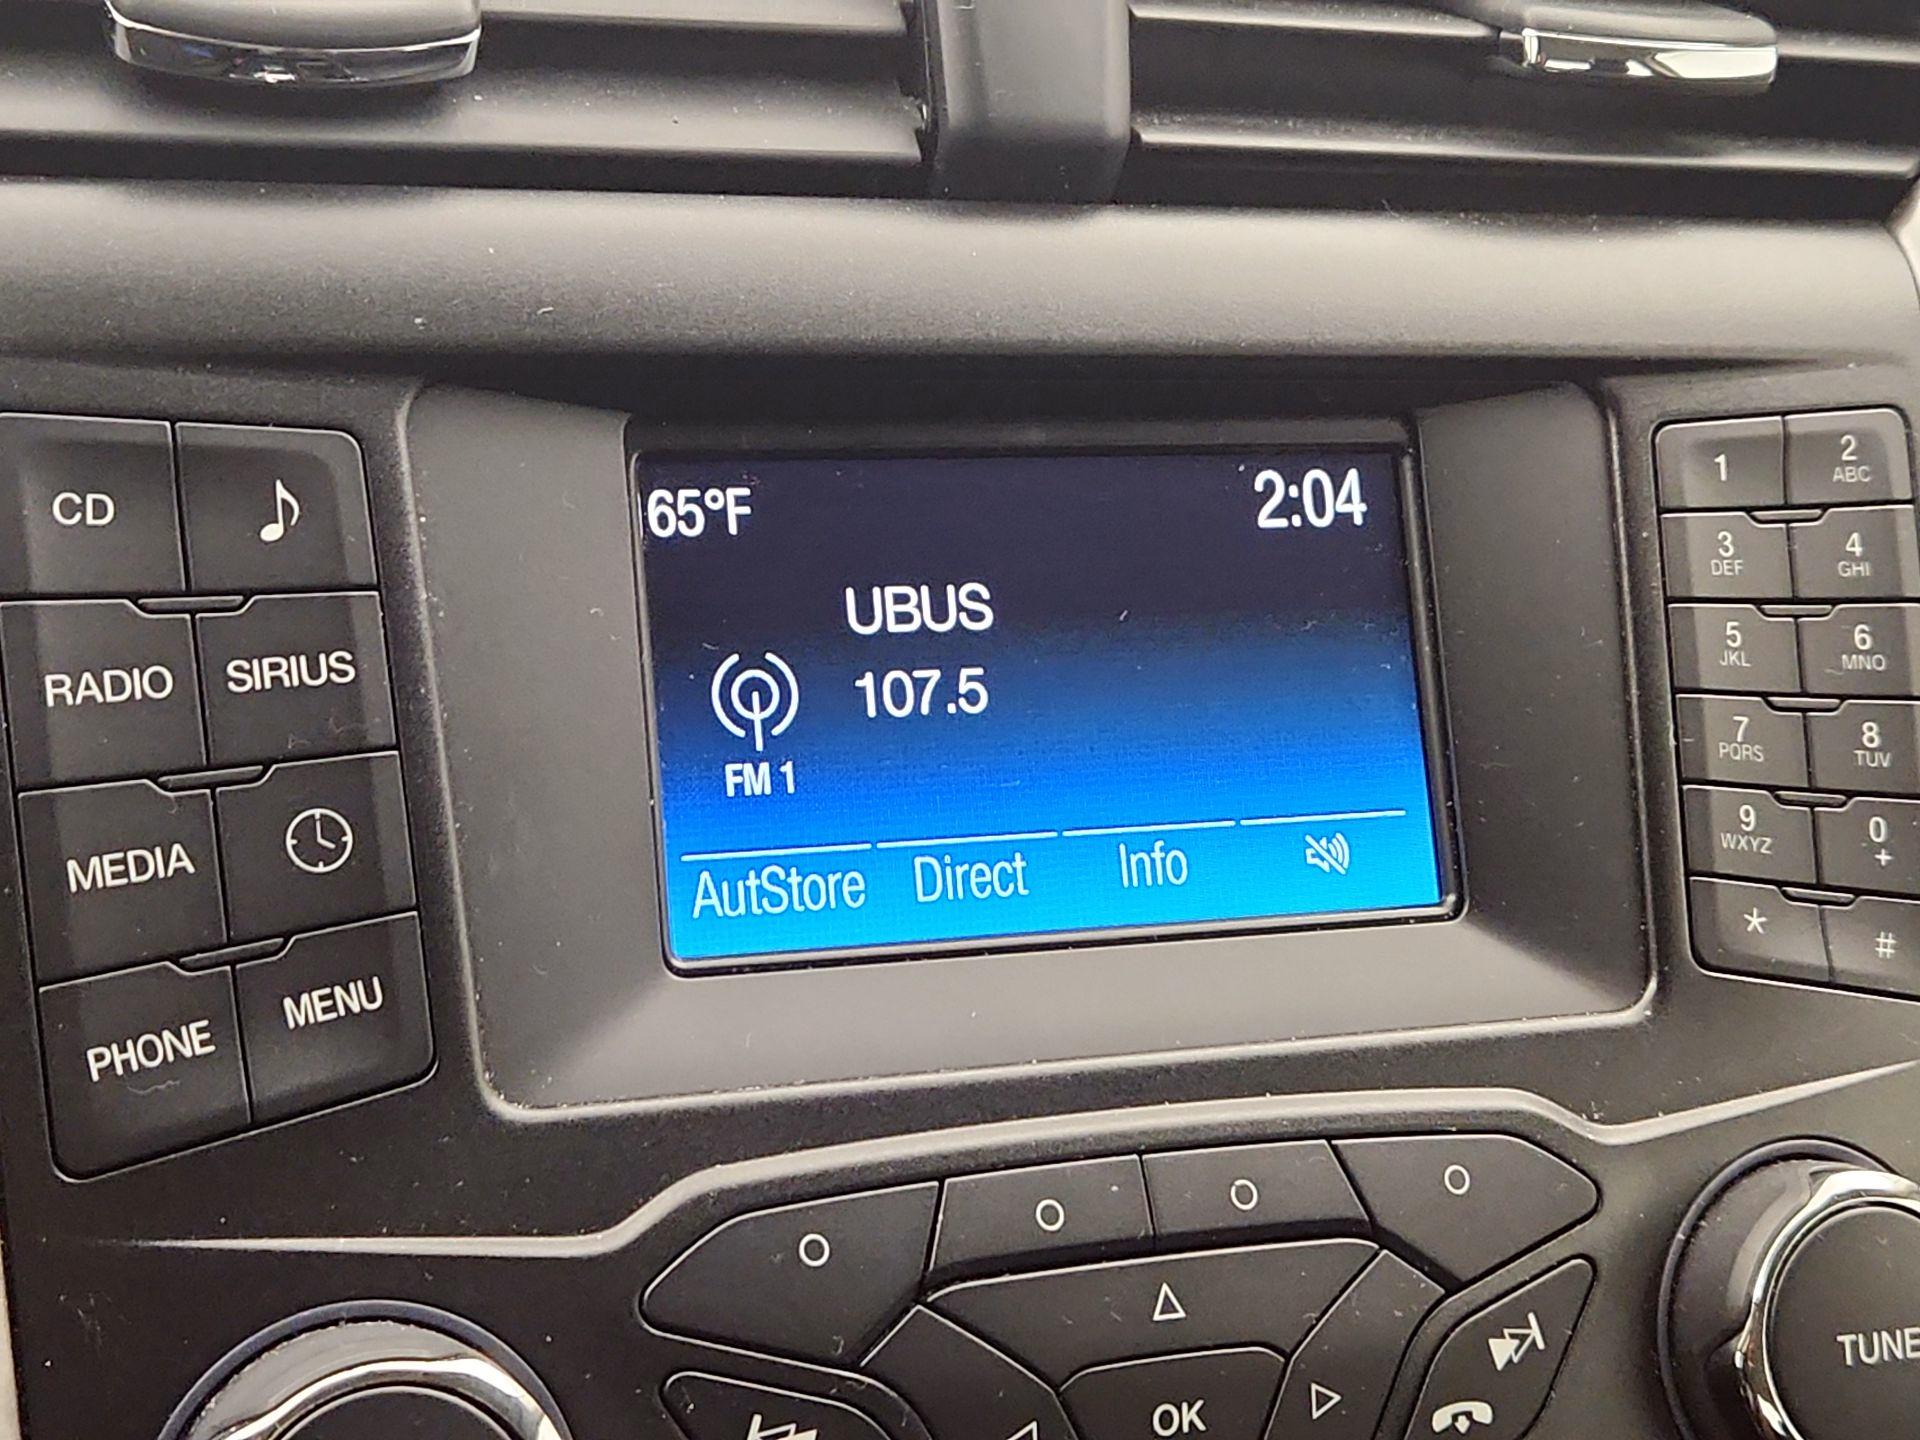 65°F 2:04
UBUS
107.5
FM 1
AutStore Direct Info
CD
RADIO SIRIUS
MEDIA
PHONE MENU
1 2 ABC
3 DEF 4 GHI
5 JKL 6 MNO
7 PQRS 8 TUV
9 WXYZ 0 +
* #
OK
TUNE